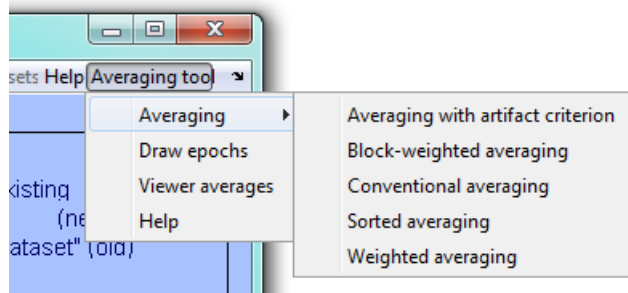 sets Help Averaging tool
Averaging
Draw epochs
Viewer averages
Help
Averaging with artifact criterion
Block-weighted averaging
Conventional averaging
Sorted averaging
Weighted averaging
xisting
(ne
ataset" (old)